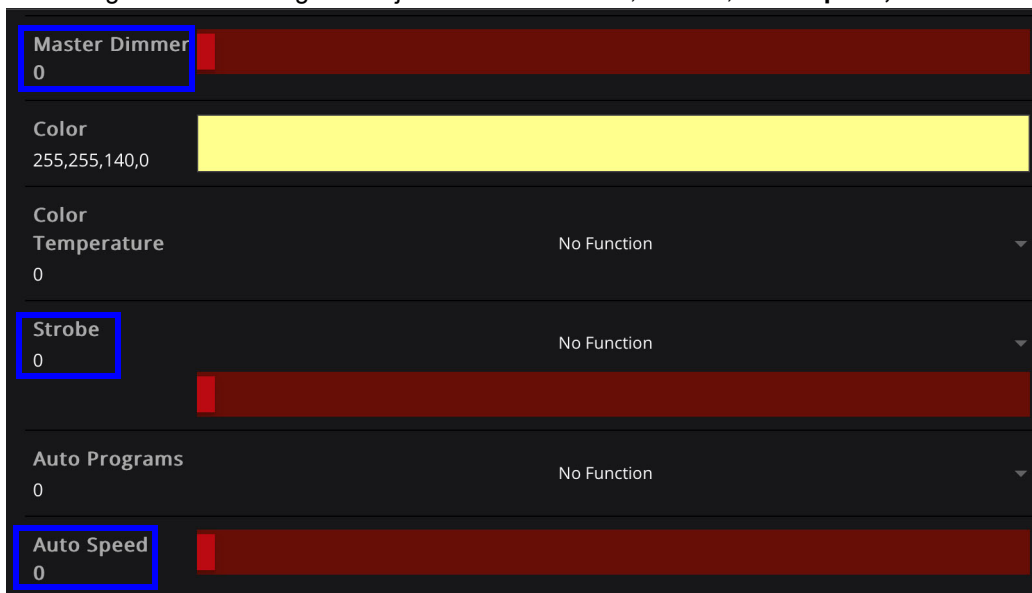 Master Dimmer
0
Color
255,255,140,0
Color
Temperature
No Function
0
Strobe
No Function
0
Auto Programs
No Function
0
Auto Speed
0